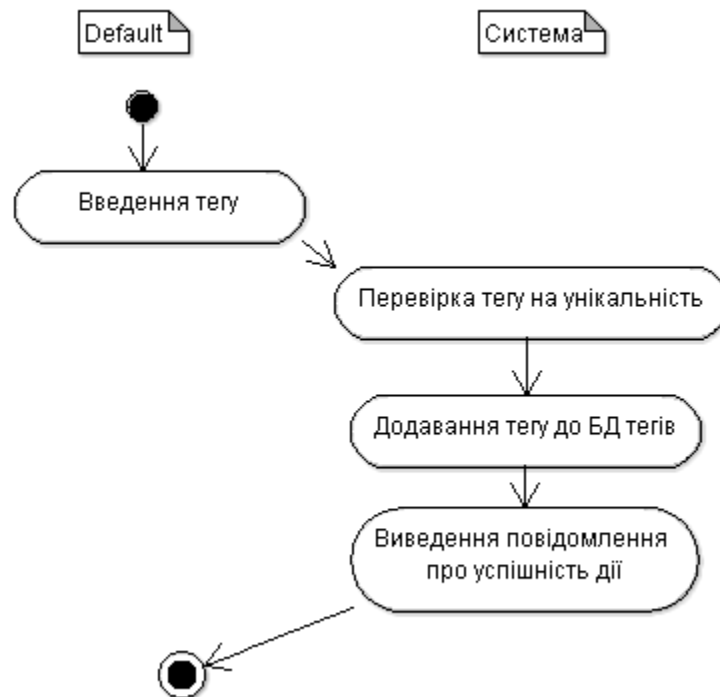 Default
Система
Введення тегу
Перевірка тегу на унікальність
Додавання тегу до БД тегів
Виведення повідомлення
про успішність дії